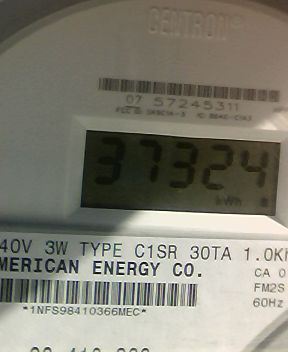 CENTRON
07 57245311
37324
kWh
40V 3W TYPE C1SR 30TA 1.0Kh
MERICAN ENERGY CO.
CA 0
FM2S
60Hz
*1NFS98410366MEC*